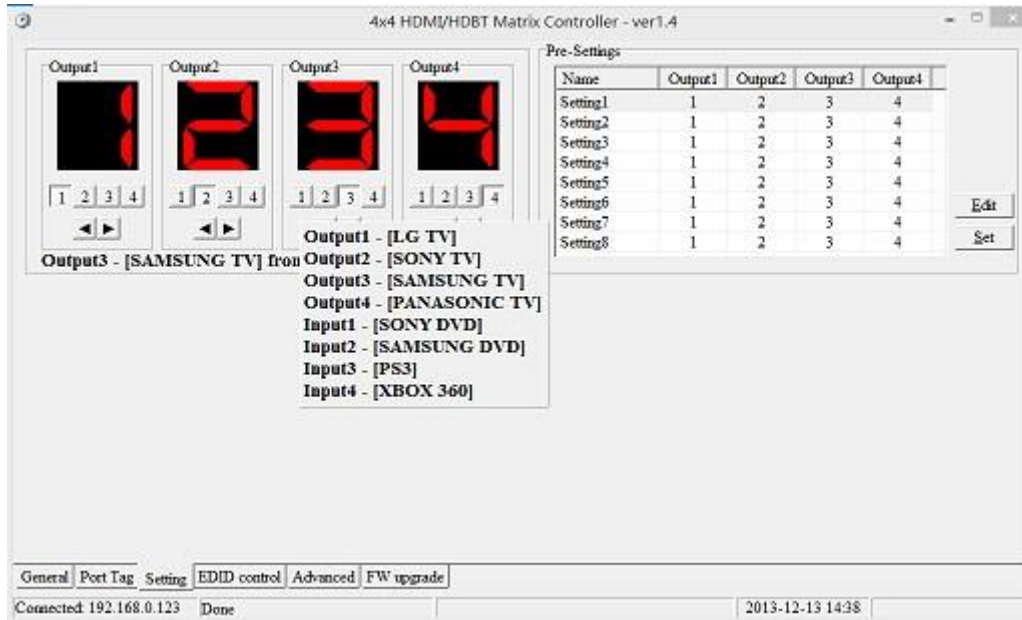 4x4 HDMI/HDBT Matrix Controller - ver1.4
Output1 Output2 Output3 Output4
1 2 3 4
1 2 3 4 1 2 3 4 1 2 3 4 1 2 3 4
Output3 - [SAMSUNG TV] from
Output1 - [LG TV]
Output2 - [SONY TV]
Output3 - [SAMSUNG TV]
Output4 - [PANASONIC TV]
Input1 - [SONY DVD]
Input2 - [SAMSUNG DVD]
Input3 - [PS3]
Input4 - [XBOX 360]
Pre-Settings
Name Output1 Output2 Output3 Output4
Setting1 1 2 3 4
Setting2 1 2 3 4
Setting3 1 2 3 4
Setting4 1 2 3 4
Setting5 1 2 3 4
Setting6 1 2 3 4
Setting7 1 2 3 4
Setting8 1 2 3 4
Edit
Set
General Port Tag Setting EDID control Advanced FW upgrade
Connected: 192.168.0.123 Done 2013-12-13 14:38